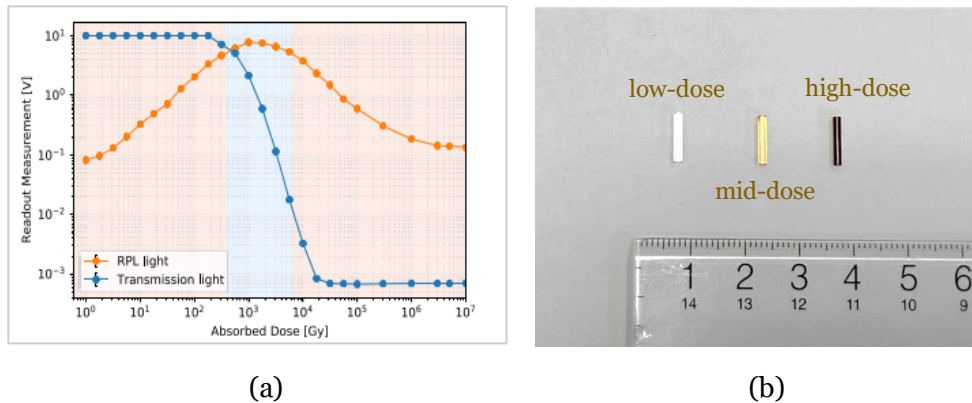 10¹
10⁰
10⁻¹
10⁻²
10⁻³
Readout Measurement [V]
RPL light
Transmission light
10⁰ 10¹ 10² 10³ 10⁴ 10⁵ 10⁶ 10⁷
Absorbed Dose [Gy]
(a)
low-dose
high-dose
mid-dose
1 2 3 4 5 6
14 13 12 11 10 9
(b)